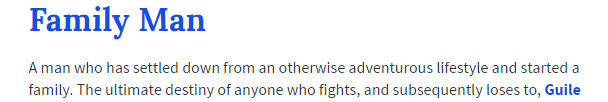 Family Man
A man who has settled down from an otherwise adventurous lifestyle and started a
family. The ultimate destiny of anyone who fights, and subsequently loses to, Guile